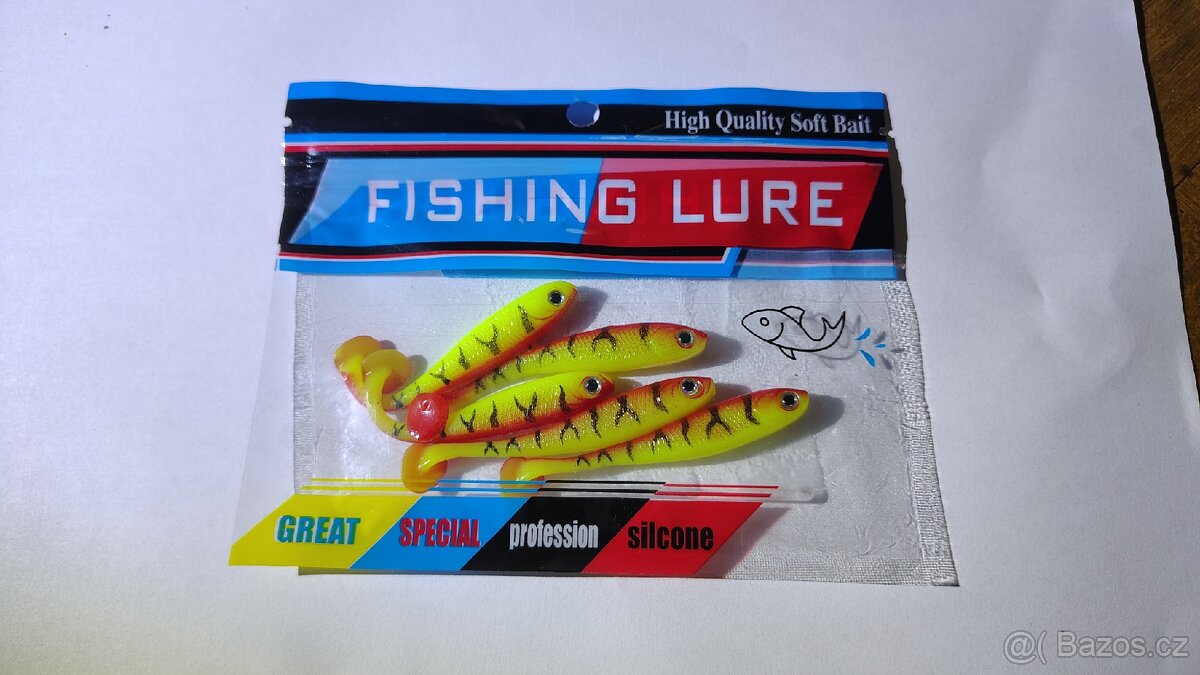 High Quality Soft Bait
FISHING LURE
GREAT SPECIAL profession silcone
@( Bazos.cz